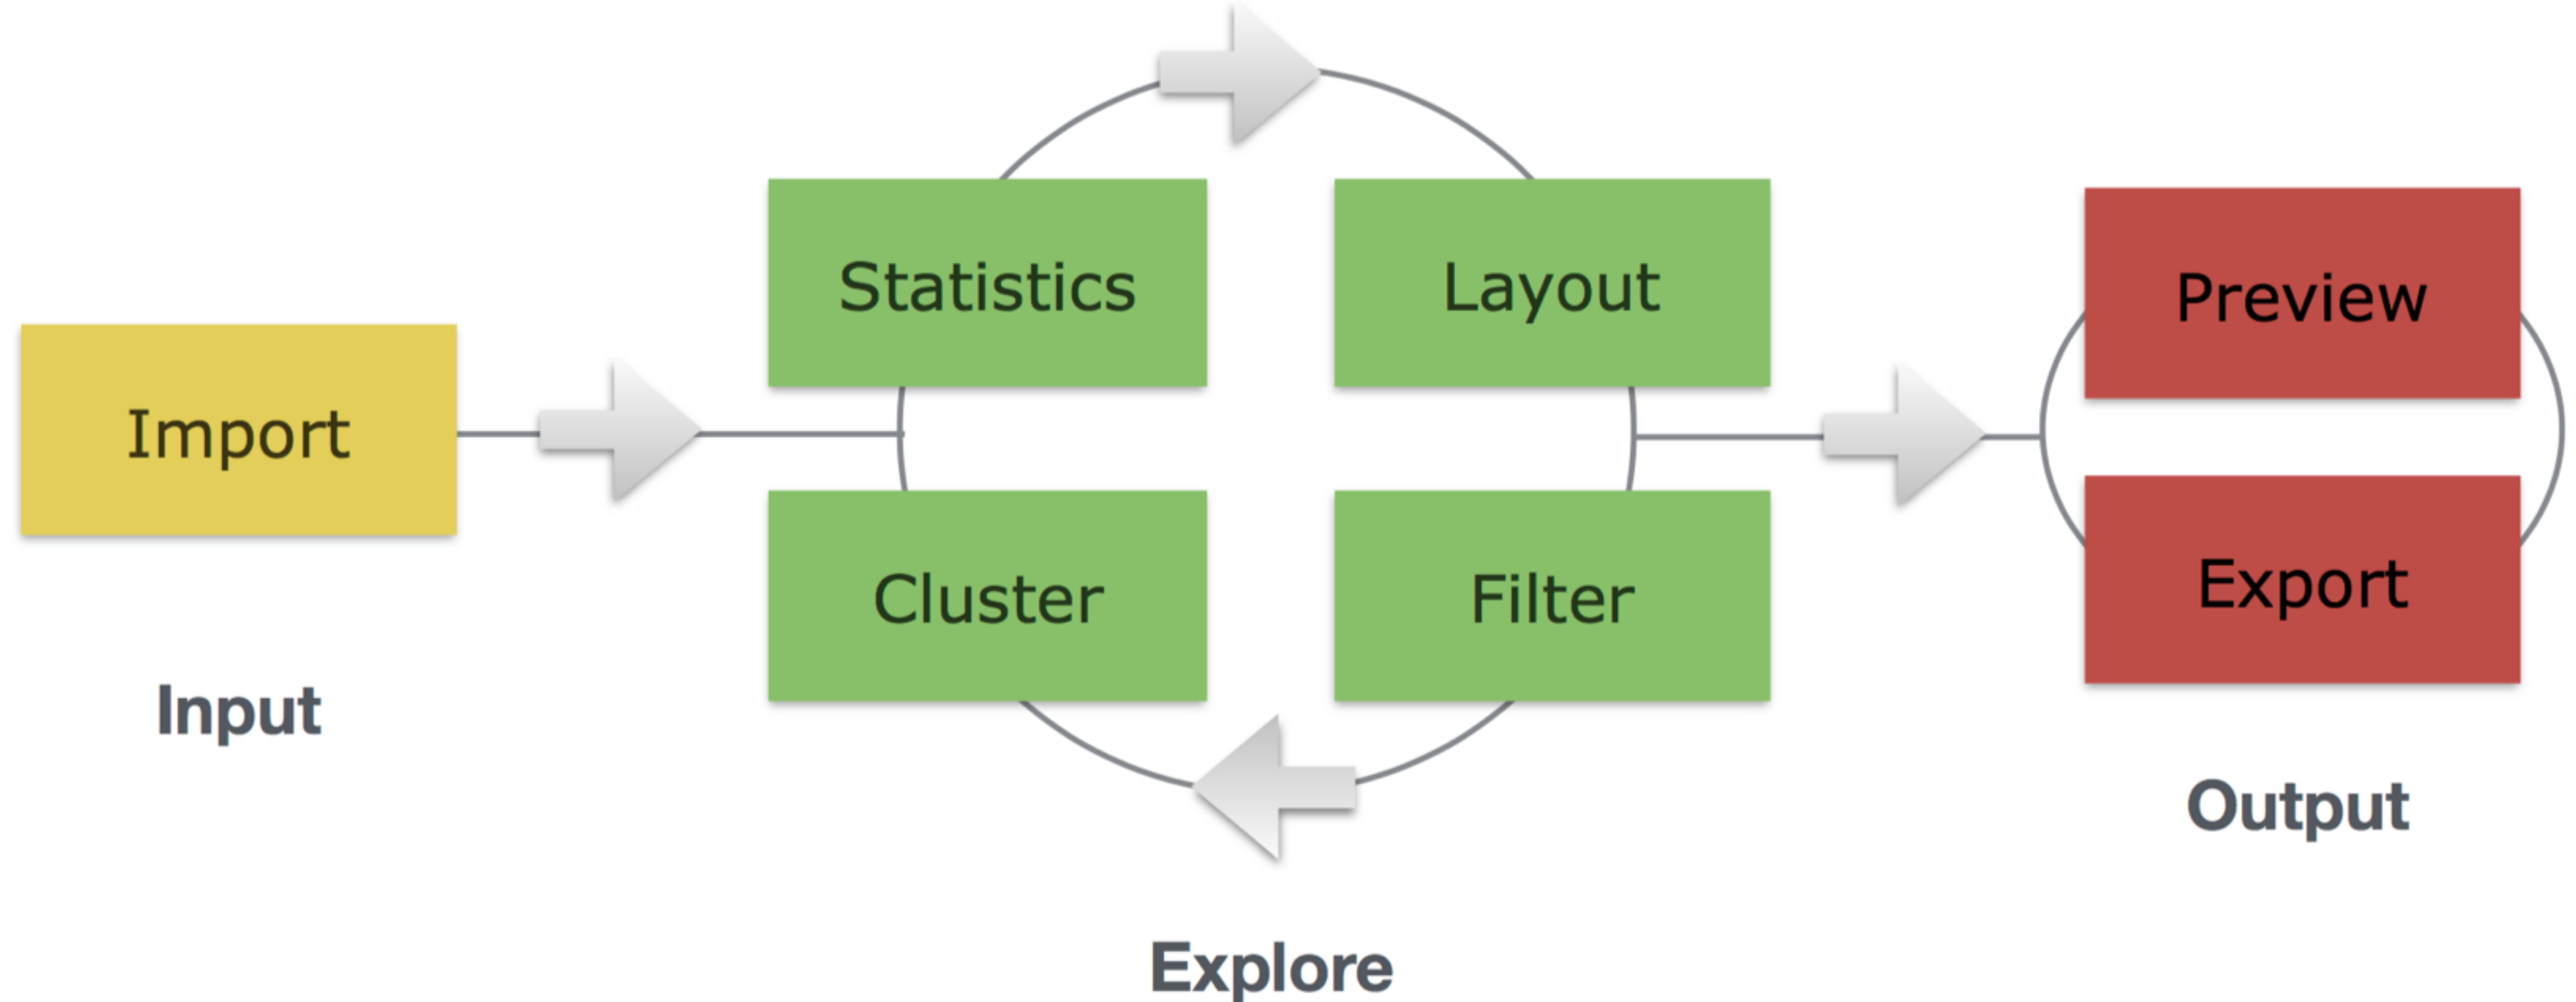 Import
Input
Statistics
Layout
Cluster
Filter
Explore
Preview
Export
Output